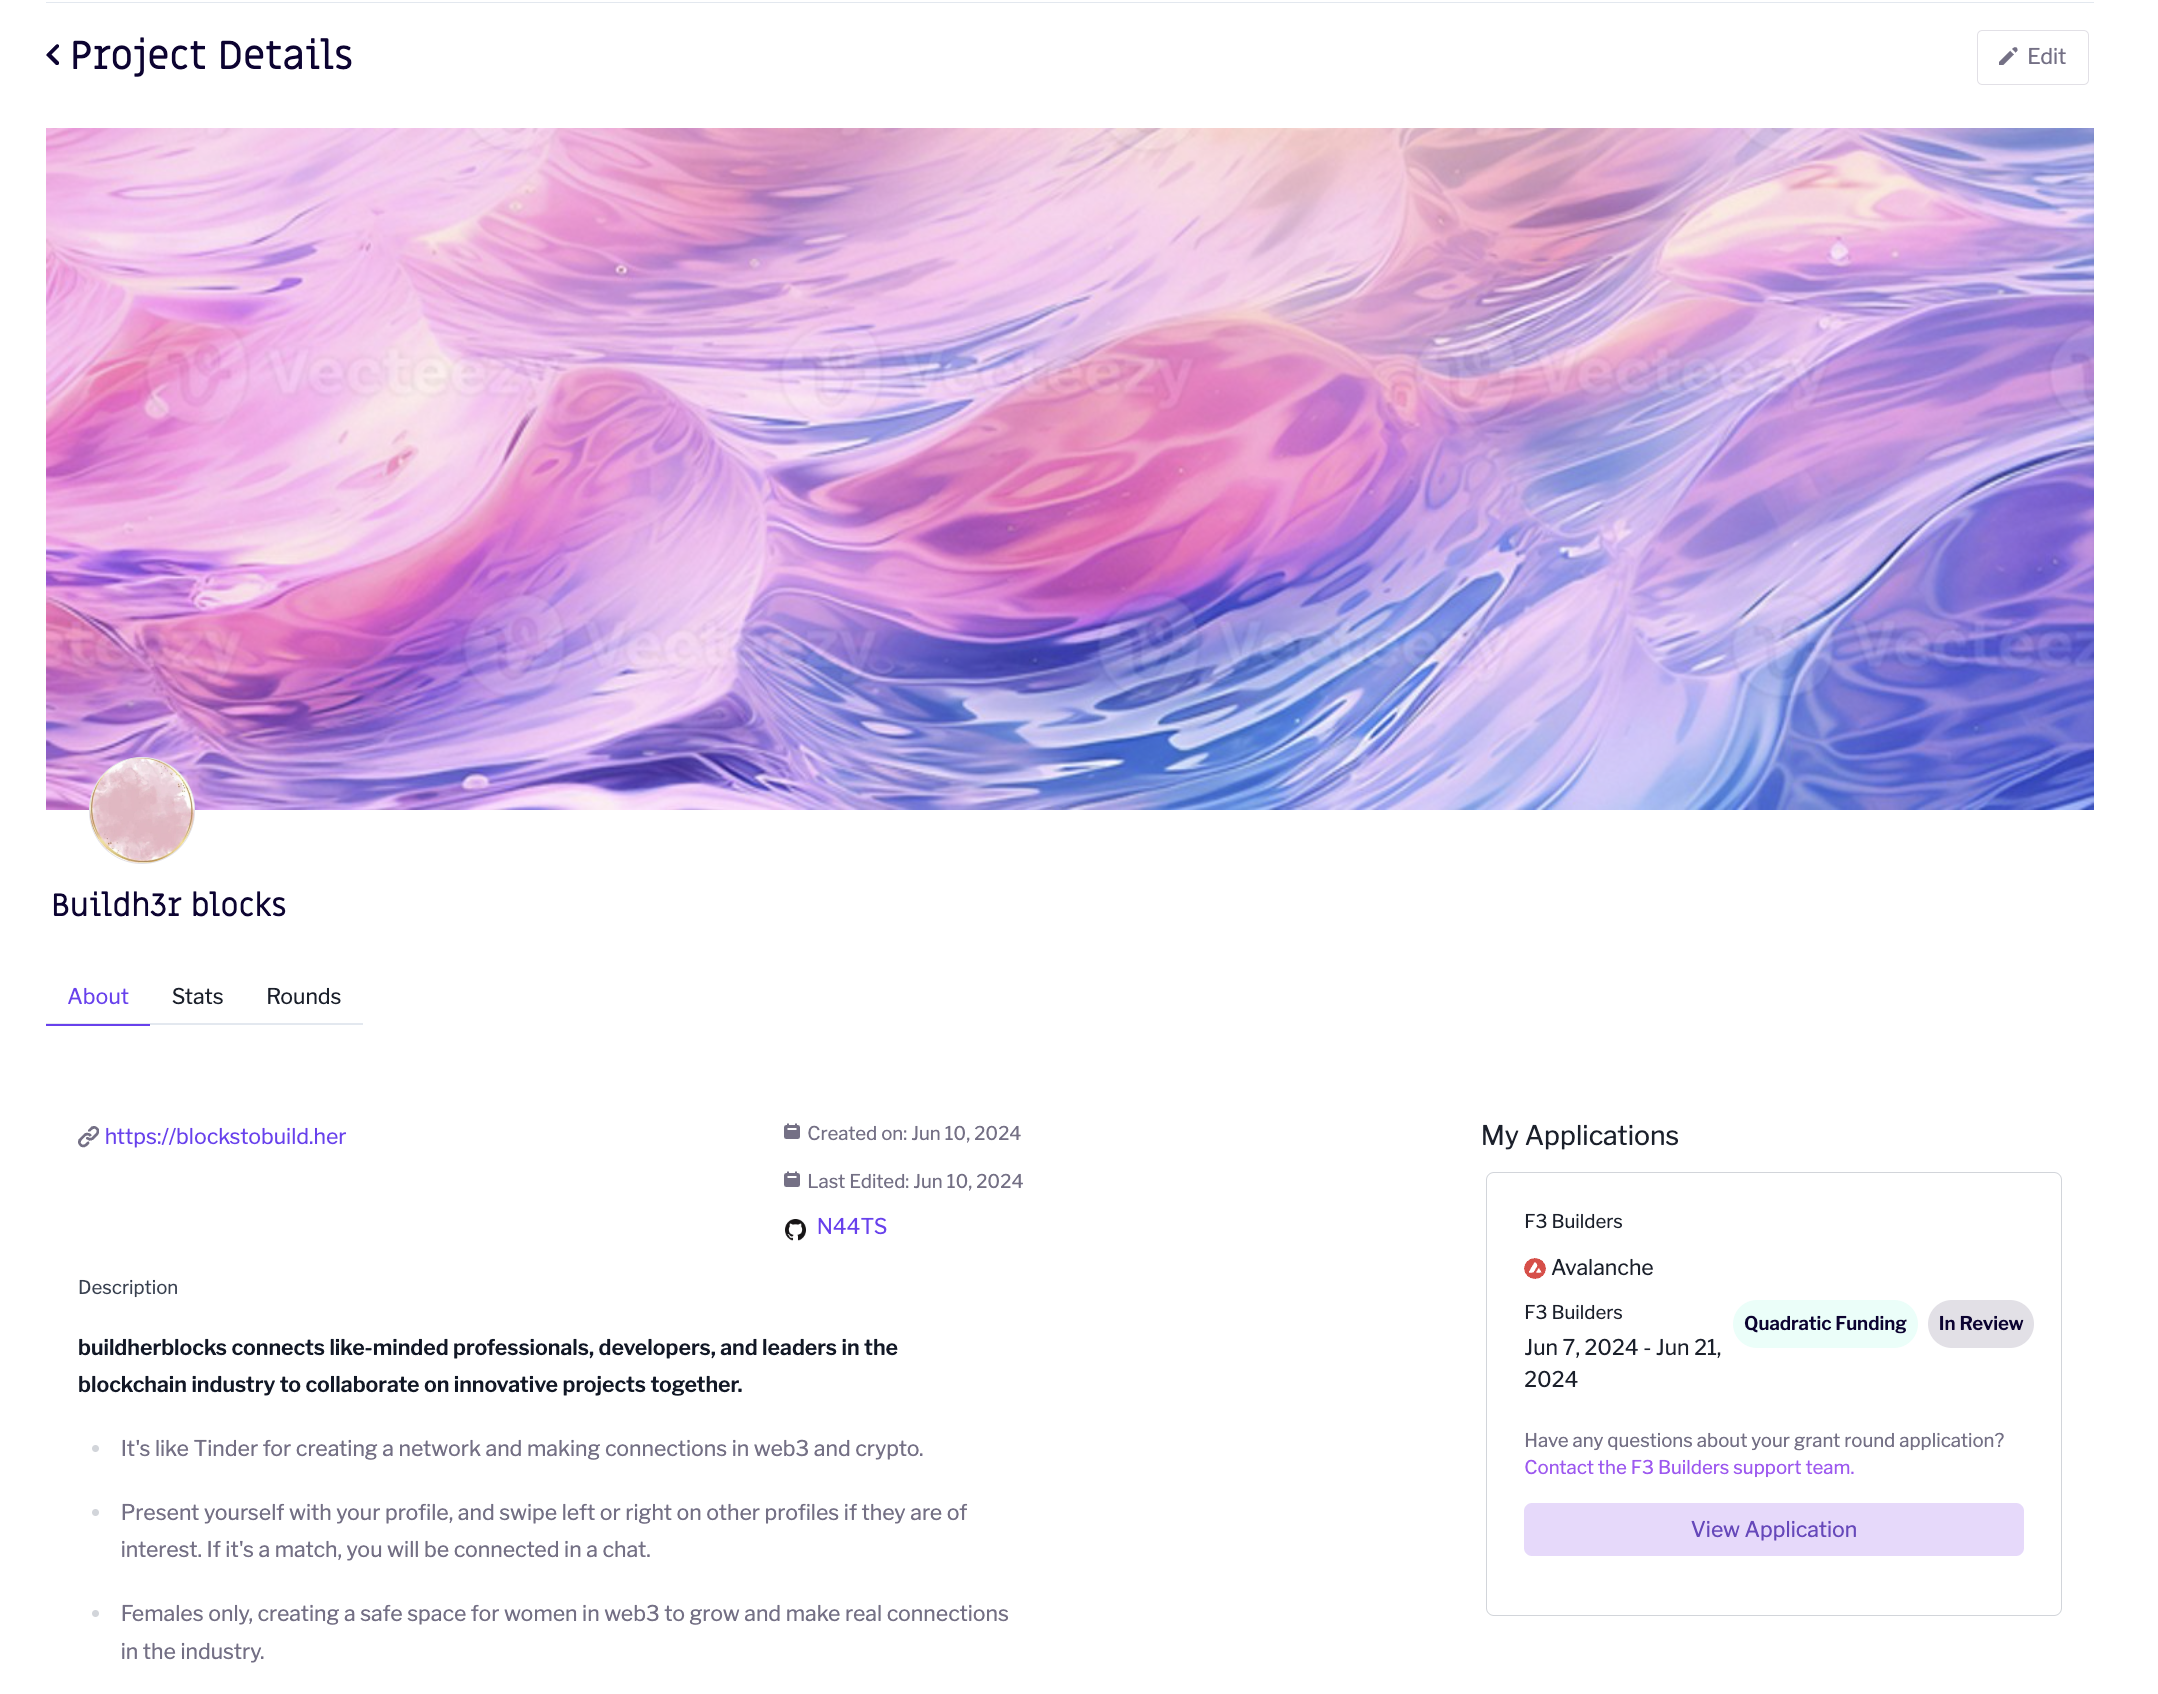 Project Details
Edit
Vecteezy Vecteezy Vecteezy
teezy Vecteezy Vecteezy Vecteez
Buildh3r blocks
About Stats Rounds
https://blockstobuild.her
Created on: Jun 10, 2024
Last Edited: Jun 10, 2024
N44TS
Description
buildherblocks connects like-minded professionals, developers, and leaders in the
blockchain industry to collaborate on innovative projects together.
It's like Tinder for creating a network and making connections in web3 and crypto.
Present yourself with your profile, and swipe left or right on other profiles if they are of
interest. If it's a match, you will be connected in a chat.
Females only, creating a safe space for women in web3 to grow and make real connections
in the industry.
My Applications
F3 Builders
Avalanche
F3 Builders
Jun 7, 2024 - Jun 21,
2024
Quadratic Funding
In Review
Have any questions about your grant round application?
Contact the F3 Builders support team.
View Application